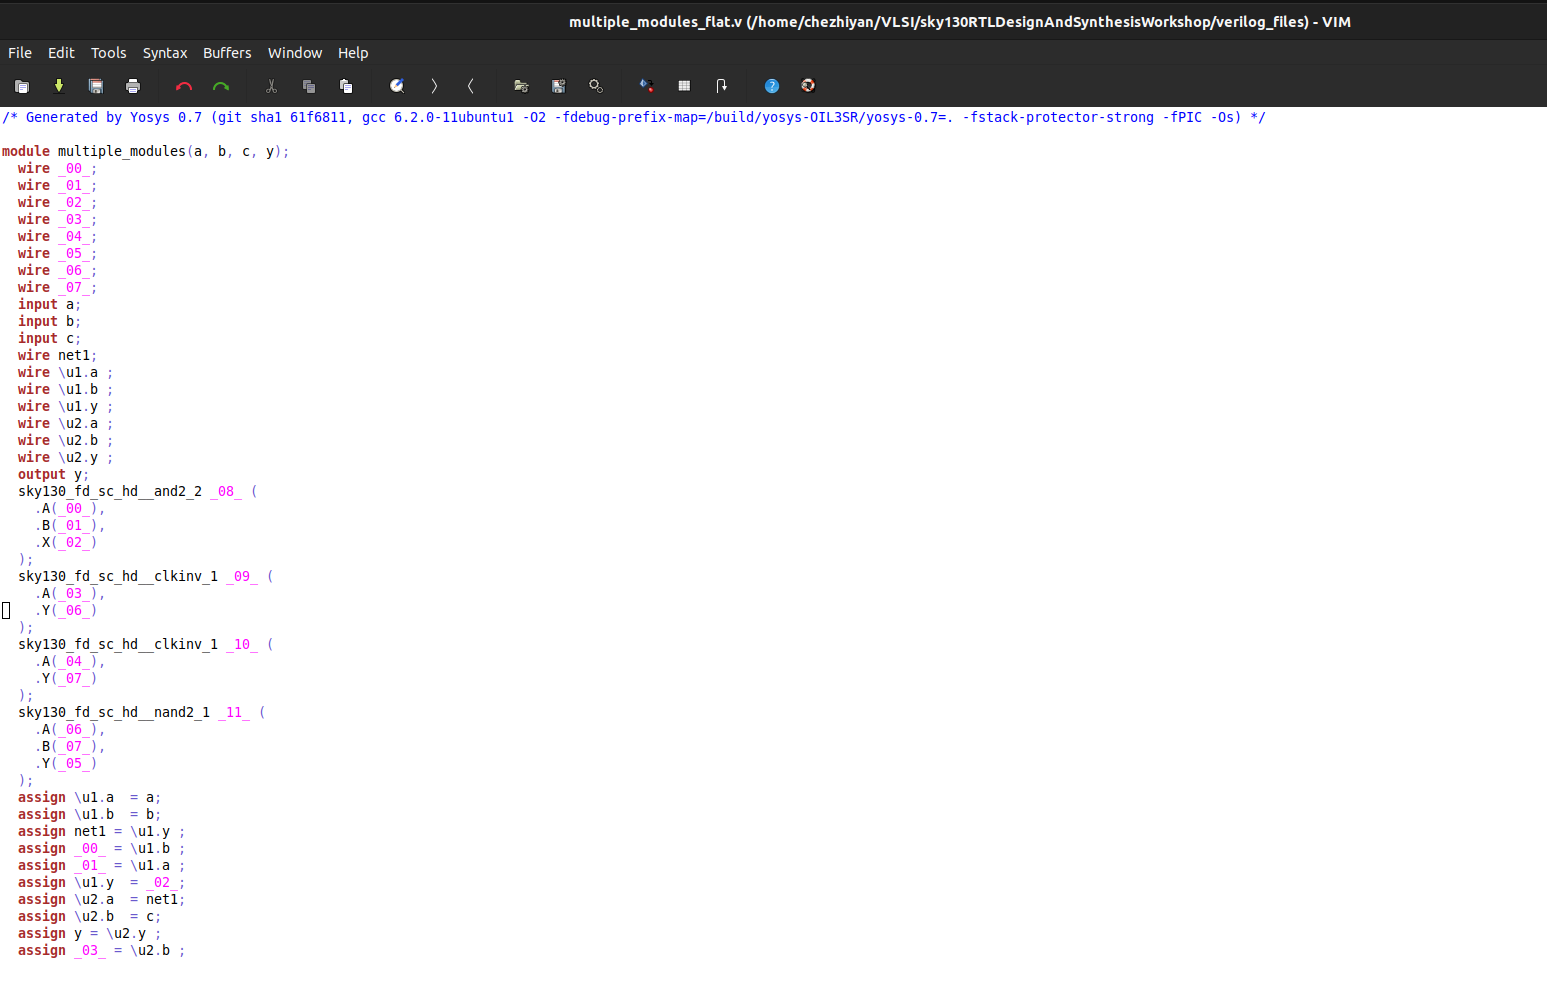 multiple_modules_flat.v (/home/chezhiyan/VLSI/sky130RTLDesignAndSynthesisWorkshop/verilog_files) - VIM
File Edit Tools Syntax Buffers Window Help
/* Generated by Yosys 0.7 (git sha1 61f6811, gcc 6.2.0-11ubuntu1 -O2 -fdebug-prefix-map=/build/yosys-OIL3SR/yosys-0.7=. -fstack-protector-strong -fPIC -Os) */
module multiple_modules(a, b, c, y);
  wire _00_;
  wire _01_;
  wire _02_;
  wire _03_;
  wire _04_;
  wire _05_;
  wire _06_;
  wire _07_;
  input a;
  input b;
  input c;
  wire net1;
  wire \u1.a ;
  wire \u1.b ;
  wire \u1.y ;
  wire \u2.a ;
  wire \u2.b ;
  wire \u2.y ;
  output y;
  sky130_fd_sc_hd__and2_2 _08_ (
    .A(_00_),
    .B(_01_),
    .X(_02_)
  );
  sky130_fd_sc_hd__clkinv_1 _09_ (
    .A(_03_),
    .Y(_06_)
  );
  sky130_fd_sc_hd__clkinv_1 _10_ (
    .A(_04_),
    .Y(_07_)
  );
  sky130_fd_sc_hd__nand2_1 _11_ (
    .A(_06_),
    .B(_07_),
    .Y(_05_)
  );
  assign \u1.a  = a;
  assign \u1.b  = b;
  assign net1 = \u1.y ;
  assign _00_ = \u1.b ;
  assign _01_ = \u1.a ;
  assign \u1.y  = _02_;
  assign \u2.a  = net1;
  assign \u2.b  = c;
  assign y = \u2.y ;
  assign _03_ = \u2.b ;